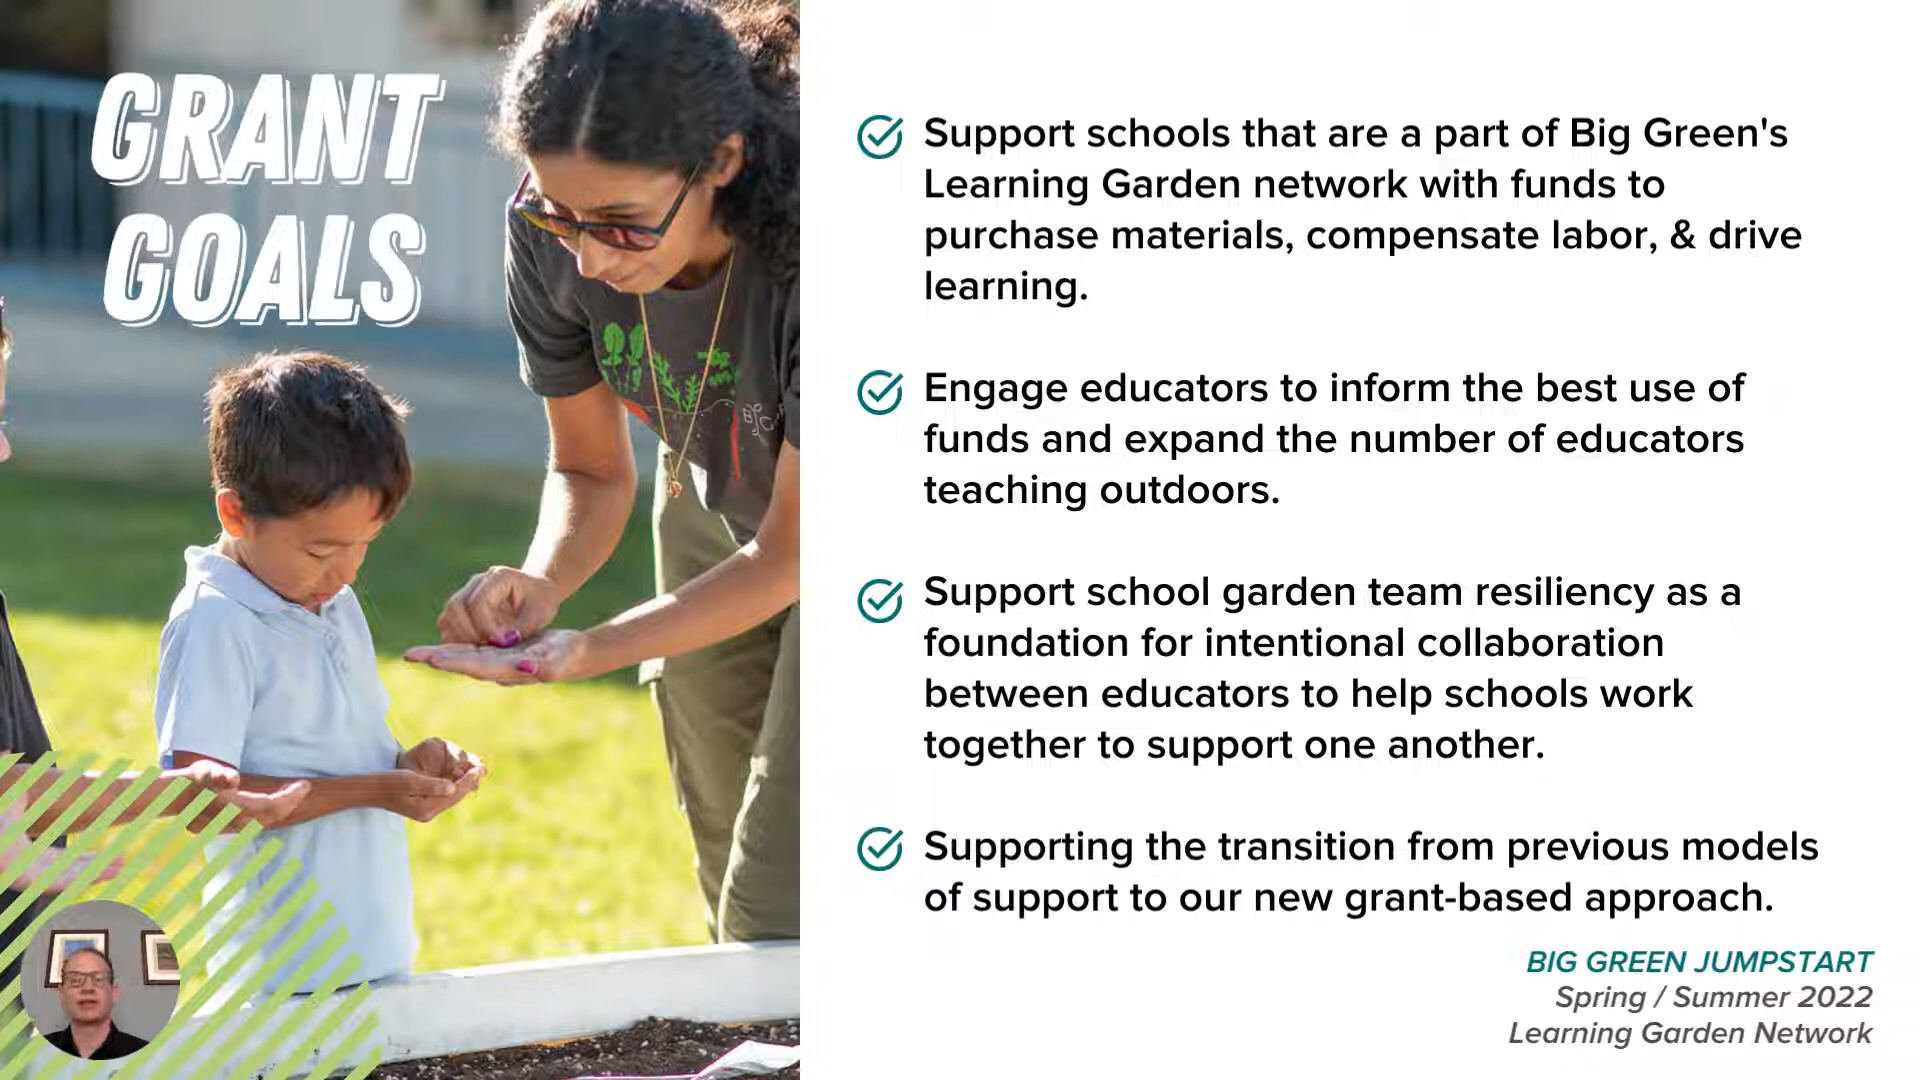 GRANT
GOALS
Support schools that are a part of Big Green's
Learning Garden network with funds to
purchase materials, compensate labor, & drive
learning.
Engage educators to inform the best use of
funds and expand the number of educators
teaching outdoors.
Support school garden team resiliency as a
foundation for intentional collaboration
between educators to help schools work
together to support one another.
Supporting the transition from previous models
of support to our new grant-based approach.
BIG GREEN JUMPSTART
Spring / Summer 2022
Learning Garden Network